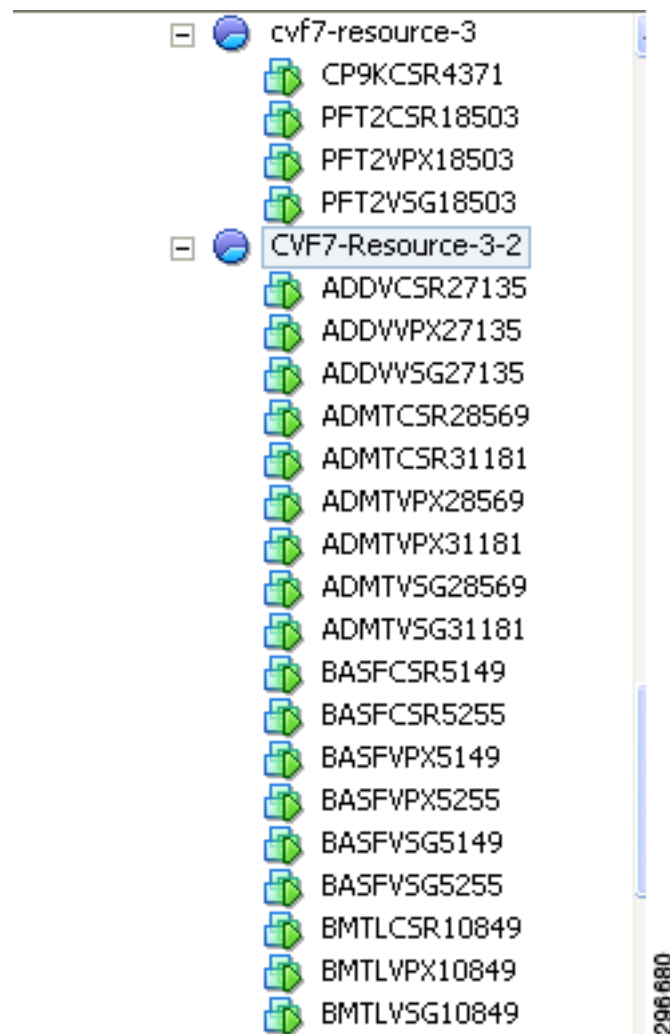 cvf7-resource-3
CP9KCSR4371
PFT2CSR18503
PFT2VPX18503
PFT2VSG18503
CVF7-Resource-3-2
ADDVCSR27135
ADDVVPX27135
ADDVVSG27135
ADMTCSR28569
ADMTCSR31181
ADMTVPX28569
ADMTVPX31181
ADMTVSG28569
ADMTVSG31181
BASFCSR5149
BASFCSR5255
BASFVPX5149
BASFVPX5255
BASFVSG5149
BASFVSG5255
BMTLCSR10849
BMTLVPX10849
BMTLVSG10849
296680